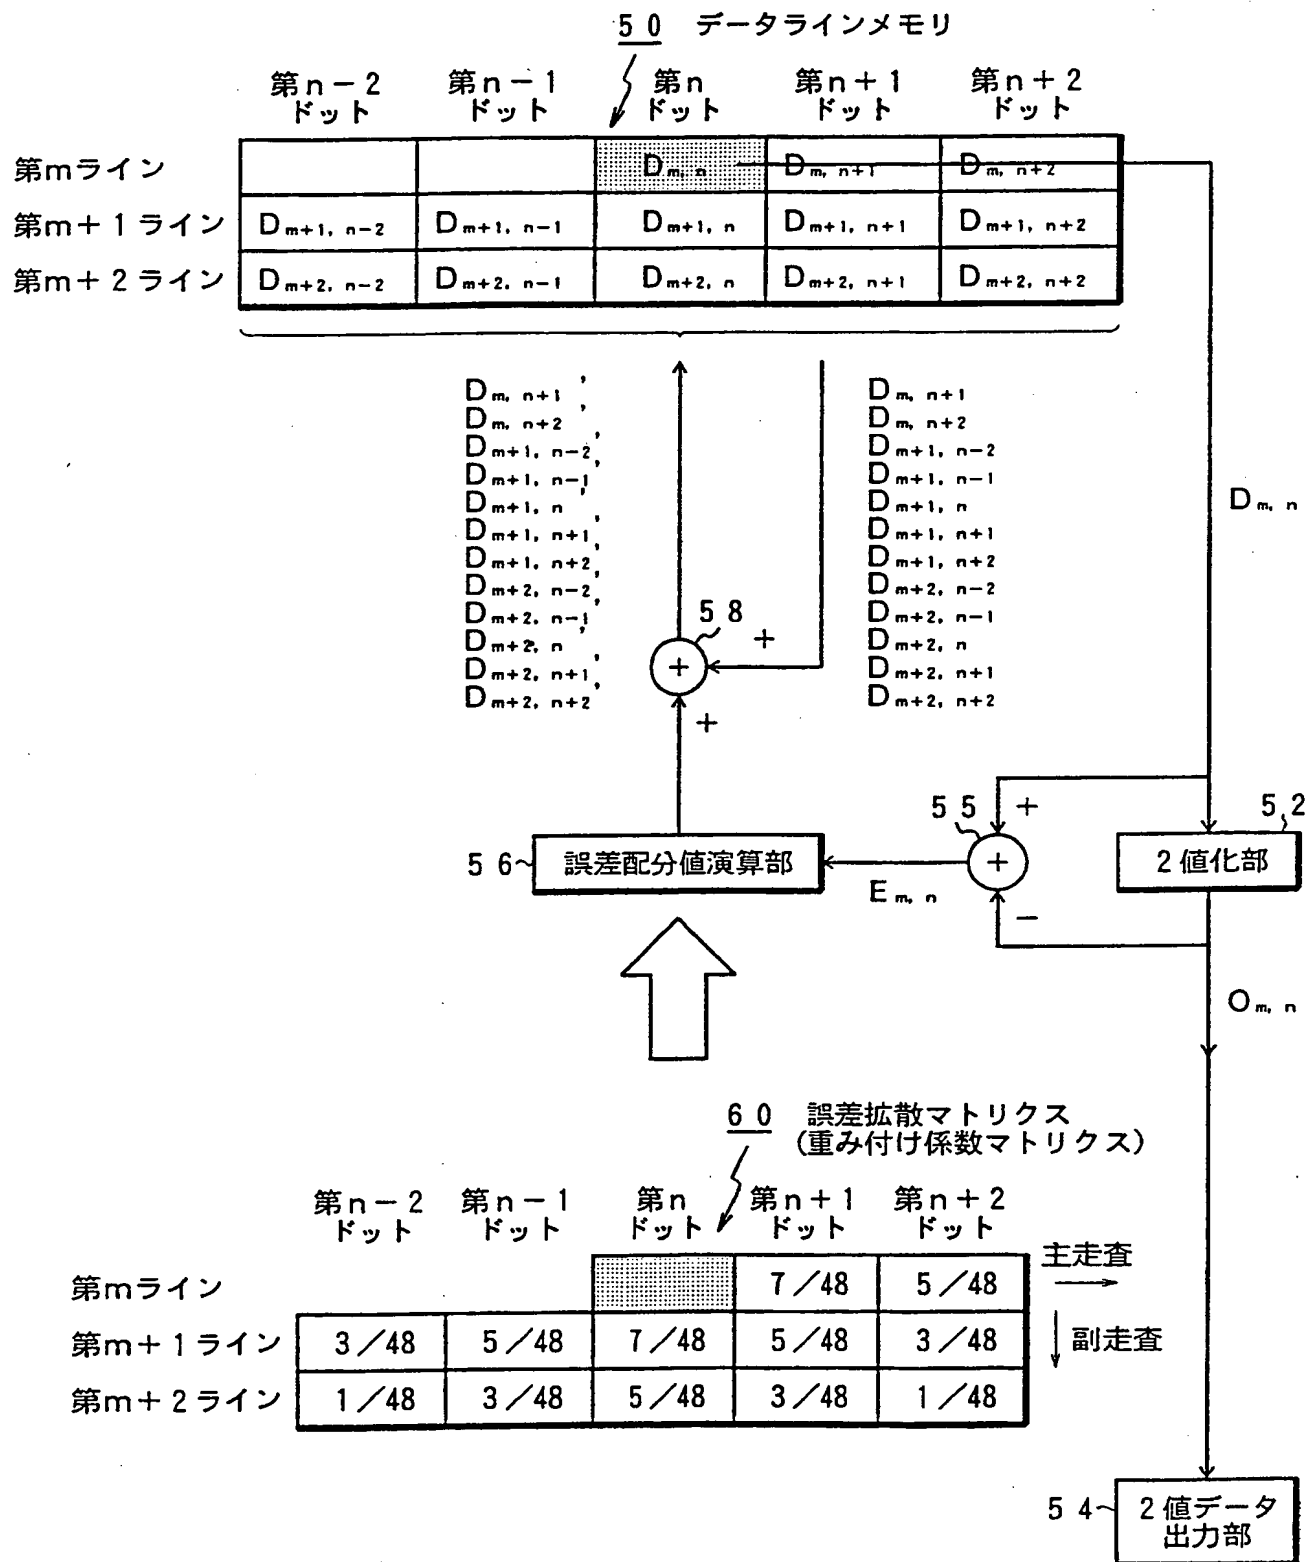 50 データラインメモリ
第n−2ドット 第n−1ドット 第nドット 第n+1ドット 第n+2ドット
第mライン Dm, n Dm, n+1 Dm, n+2
第m+1ライン Dm+1, n-2 Dm+1, n-1 Dm+1, n Dm+1, n+1 Dm+1, n+2
第m+2ライン Dm+2, n-2 Dm+2, n-1 Dm+2, n Dm+2, n+1 Dm+2, n+2
Dm, n+1'
Dm, n+2'
Dm+1, n-2'
Dm+1, n-1'
Dm+1, n'
Dm+1, n+1'
Dm+1, n+2'
Dm+2, n-2'
Dm+2, n-1'
Dm+2, n'
Dm+2, n+1'
Dm+2, n+2'
Dm, n+1
Dm, n+2
Dm+1, n-2
Dm+1, n-1
Dm+1, n
Dm+1, n+1
Dm+1, n+2
Dm+2, n-2
Dm+2, n-1
Dm+2, n
Dm+2, n+1
Dm+2, n+2
Dm, n
58
+
+
+
55
+
+
−
52
2値化部
56
誤差配分値演算部
Em, n
Om, n
60 誤差拡散マトリクス
(重み付け係数マトリクス)
第n−2ドット 第n−1ドット 第nドット 第n+1ドット 第n+2ドット
第mライン 7/48 5/48
第m+1ライン 3/48 5/48 7/48 5/48 3/48
第m+2ライン 1/48 3/48 5/48 3/48 1/48
主走査
副走査
54
2値データ
出力部